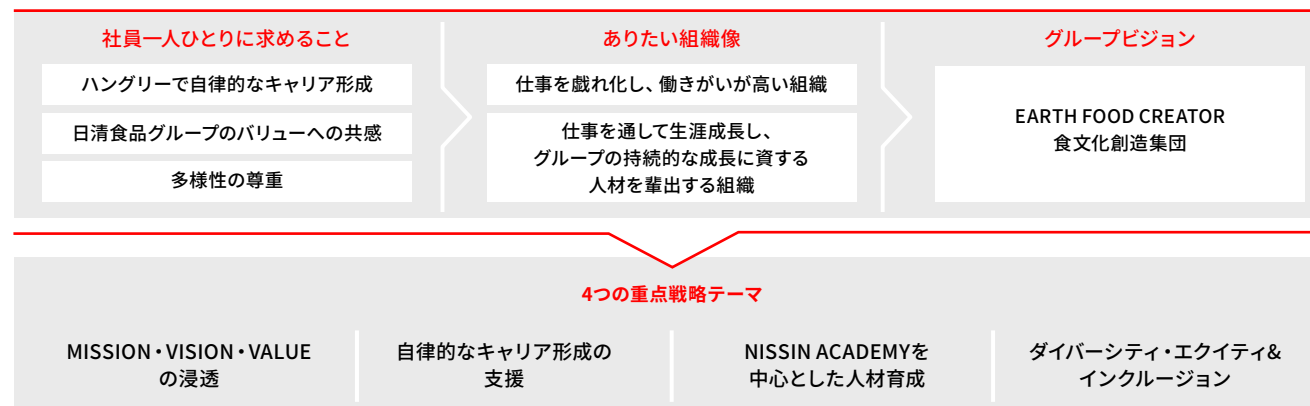 社員一人ひとりに求めること
ハングリーで自律的なキャリア形成
日清食品グループのバリューへの共感
多様性の尊重
ありたい組織像
仕事を戯れ化し、働きがいが高い組織
仕事を通して生涯成長し、
グループの持続的な成長に資する
人材を輩出する組織
グループビジョン
EARTH FOOD CREATOR
食文化創造集団
4つの重点戦略テーマ
MISSION・VISION・VALUE
の浸透
自律的なキャリア形成の
支援
NISSIN ACADEMYを
中心とした人材育成
ダイバーシティ・エクイティ&
インクルージョン